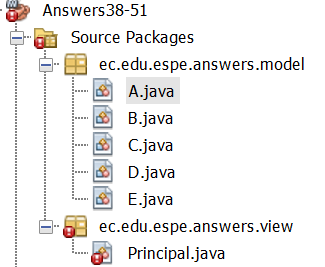 Answers38-51
Source Packages
ec.edu.espe.answers.model
A.java
B.java
C.java
D.java
E.java
ec.edu.espe.answers.view
Principal.java